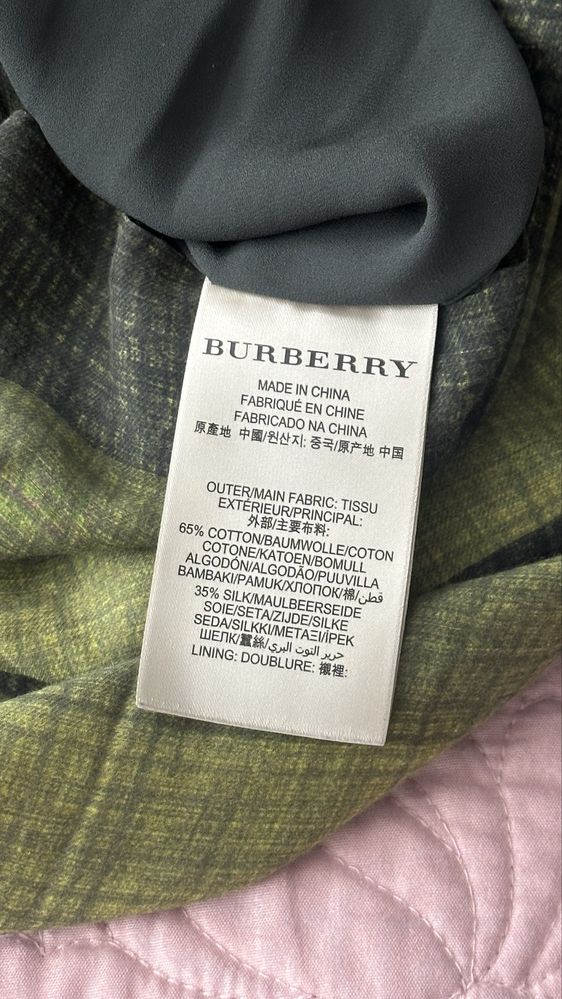 BURBERRY
MADE IN CHINA
FABRIQUÉ EN CHINE
FABRICADO NA CHINA
原產地 中國/원산지: 중국/原产地 中国
OUTER/MAIN FABRIC: TISSU
EXTÉRIEUR/PRINCIPAL:
外部/主要布料:
65% COTTON/BAUMWOLLE/COTON
COTONE/KATOEN/BOMULL
ALGODÓN/ALGODÃO/PUUVILLA
BAMBAKI/PAMUK/ХЛОПОК/棉/قطن
35% SILK/MAULBEERSEIDE
SOIE/SETA/ZIJDE/SILKE
SEDA/SILKKI/ΜΕΤΑΞΙ/İPEK
ШЕЛК/蠶絲/حرير التوت البري
LINING: DOUBLURE: 襯裡: